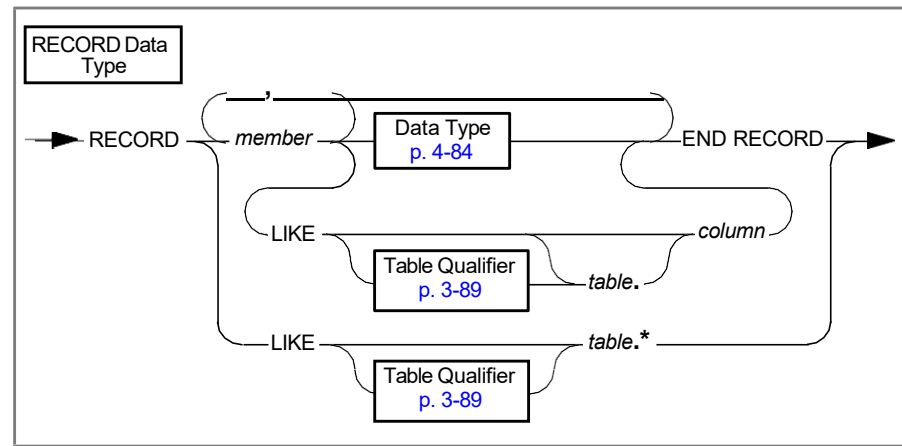 RECORD Data
Type
,
RECORD member Data Type
p. 4-84 END RECORD
LIKE column
Table Qualifier
p. 3-89 table.
LIKE table.*
Table Qualifier
p. 3-89